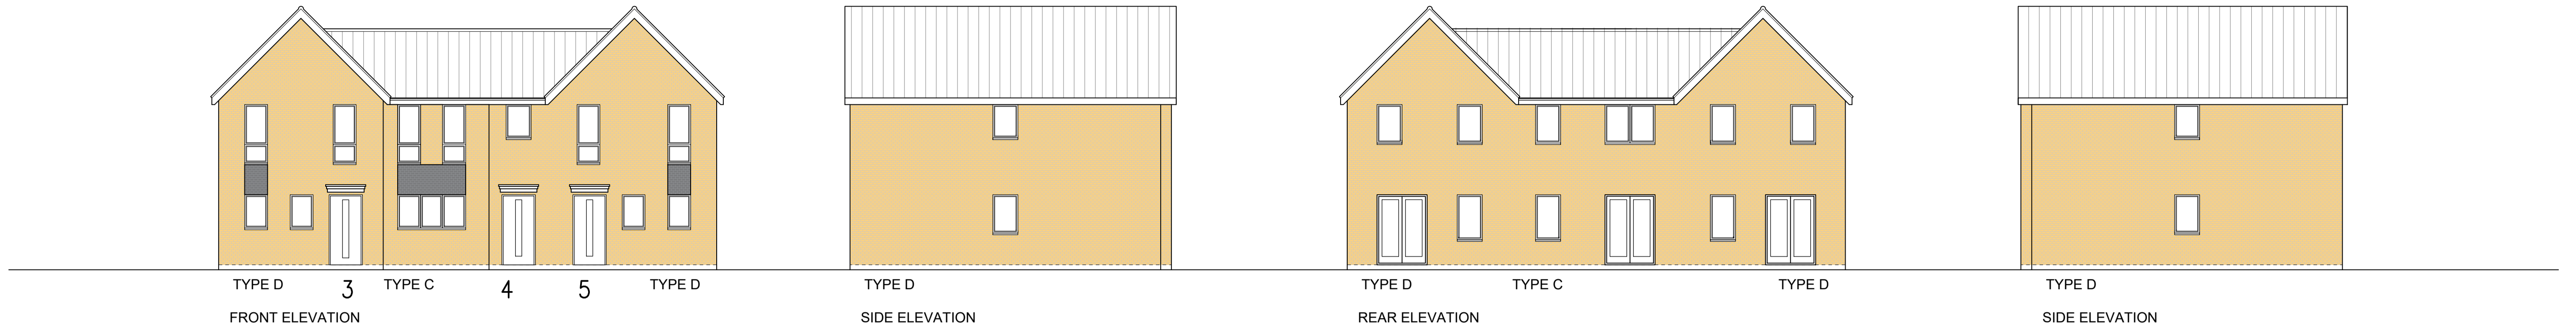 TYPE D 3 TYPE C 4 5 TYPE D TYPE D TYPE D TYPE C TYPE D TYPE D
FRONT ELEVATION SIDE ELEVATION REAR ELEVATION SIDE ELEVATION